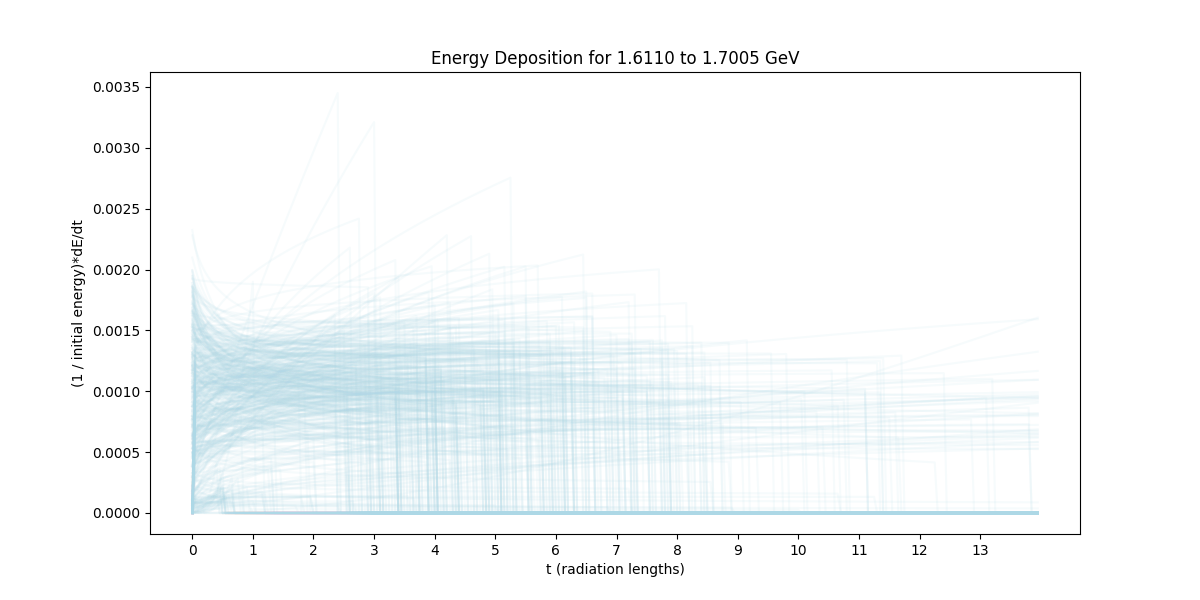 Energy Deposition for 1.6110 to 1.7005 GeV
(1 / initial energy)*dE/dt
0.0035
0.0030
0.0025
0.0020
0.0015
0.0010
0.0005
0.0000
0 1 2 3 4 5 6 7 8 9 10 11 12 13
t (radiation lengths)